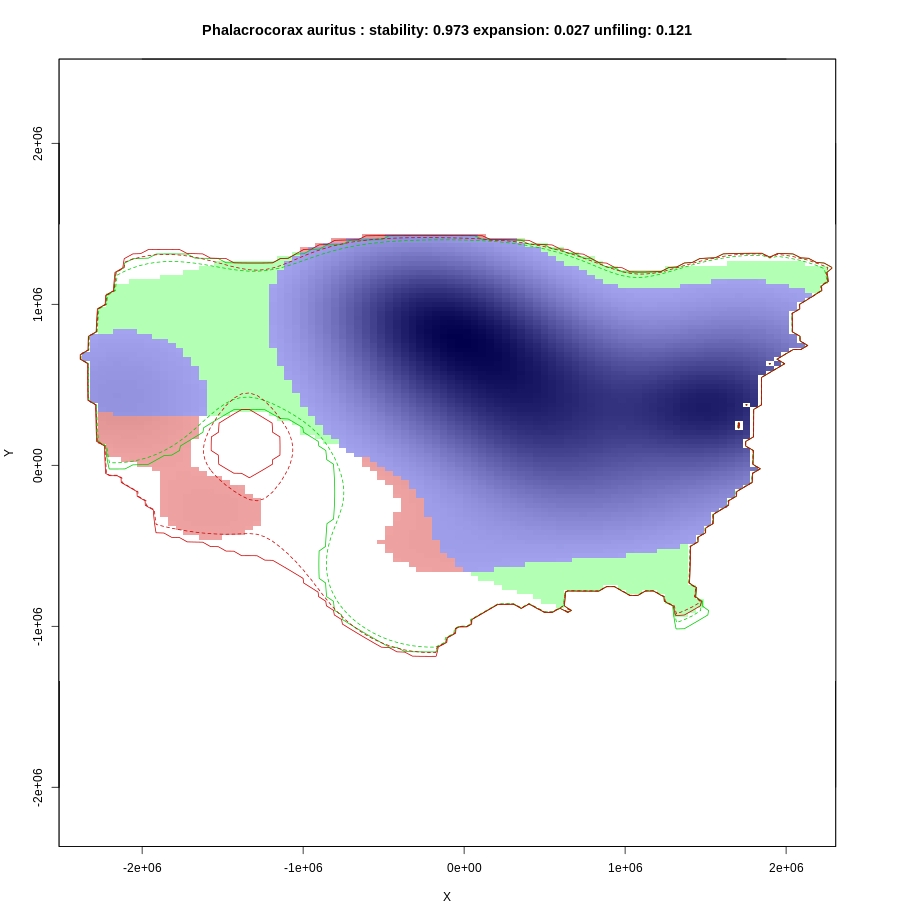 Phalacrocorax auritus : stability: 0.973 expansion: 0.027 unfiling: 0.121
2e+06
1e+06
0e+00
-1e+06
-2e+06
Y
-2e+06 -1e+06 0e+00 1e+06 2e+06
X